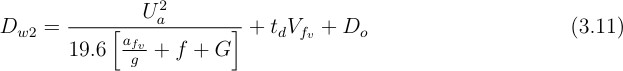 D_{w2} = \frac{U_a^2}{19.6\left[\frac{a_{f_v}}{g} + f + G\right]} + t_d V_{f_v} + D_o (3.11)